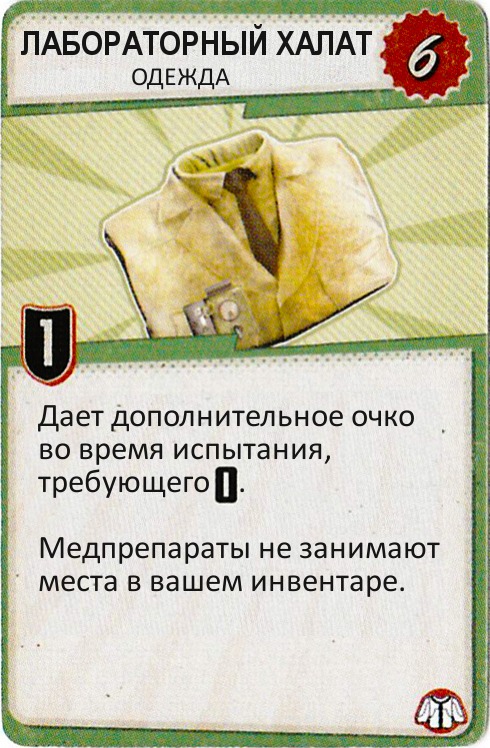 ЛАБОРАТОРНЫЙ ХАЛАТ
ОДЕЖДА
6
1
Дает дополнительное очко
во время испытания,
требующего I.
Медпрепараты не занимают
места в вашем инвентаре.